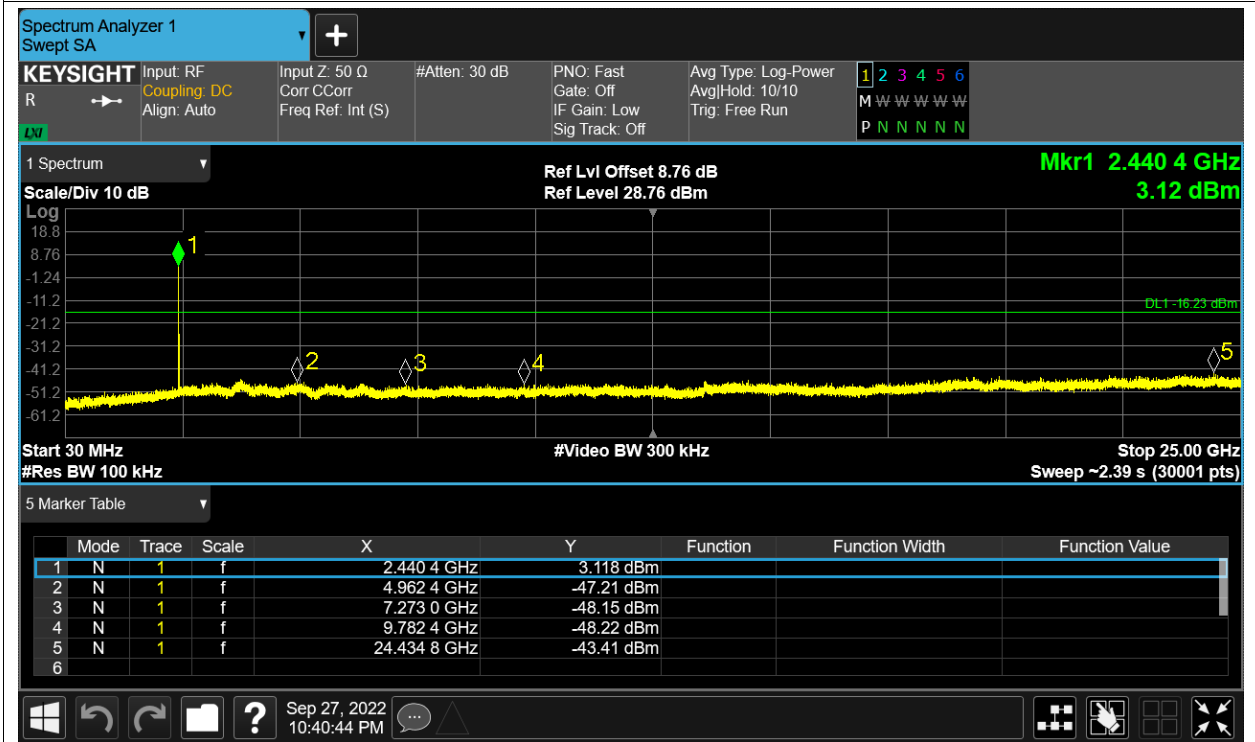 Spectrum Analyzer 1
Swept SA
KEYSIGHT
R
LXI
Input: RF
Coupling: DC
Align: Auto
Input Z: 50 Ω
Corr CCorr
Freq Ref: Int (S)
#Atten: 30 dB
PNO: Fast
Gate: Off
IF Gain: Low
Sig Track: Off
Avg Type: Log-Power
Avg|Hold: 10/10
Trig: Free Run
1 2 3 4 5 6
M W W W W W
P N N N N N
1 Spectrum
Scale/Div 10 dB
Ref Lvl Offset 8.76 dB
Ref Level 28.76 dBm
Mkr1 2.440 4 GHz
3.12 dBm
Log
18.8
8.76
-1.24
-11.2
-21.2
-31.2
-41.2
-51.2
-61.2
1
2
3
4
5
DL1 -16.23 dBm
Start 30 MHz
#Res BW 100 kHz
#Video BW 300 kHz
Stop 25.00 GHz
Sweep ~2.39 s (30001 pts)
5 Marker Table
Mode Trace Scale X Y Function Function Width Function Value
1 N 1 f 2.440 4 GHz 3.118 dBm
2 N 1 f 4.962 4 GHz -47.21 dBm
3 N 1 f 7.273 0 GHz -48.15 dBm
4 N 1 f 9.782 4 GHz -48.22 dBm
5 N 1 f 24.434 8 GHz -43.41 dBm
6
?
Sep 27, 2022
10:40:44 PM